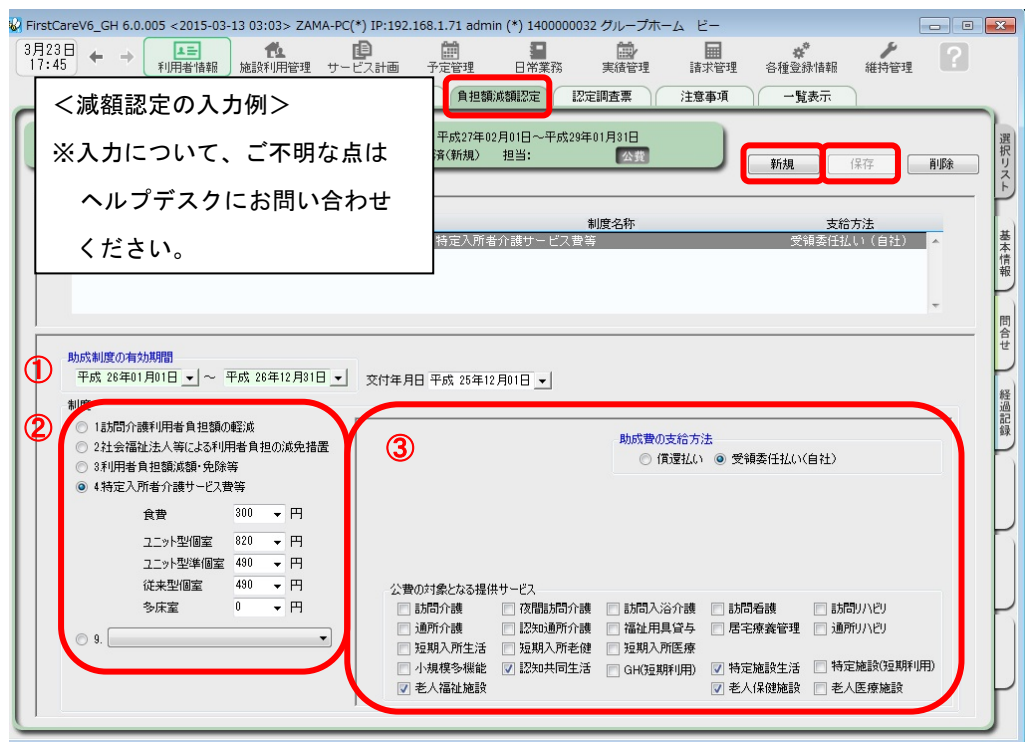 FirstCareV6_GH 6.0.005 <2015-03-13 03:03> ZAMA-PC(*) IP:192.168.1.71 admin (*) 1400000032 グループホーム ビー
3月23日
17:45
利用者情報 施設利用管理 サービス計画 予定管理 日常業務 実績管理 請求管理 各種登録情報 維持管理
負担額減額認定 認定調査票 注意事項 一覧表示
<減額認定の入力例>
※入力について、ご不明な点は
ヘルプデスクにお問い合わせ
ください。
平成27年02月01日～平成29年01月31日
済(新規) 担当: 公費
新規 保存 削除
制度名称 支給方法
特定入所者介護サービス費等 受領委任払い（自社）
選択リスト
基本情報
問合せ
経過記録
① 助成制度の有効期間
平成 26年01月01日 ～ 平成 26年12月31日 交付年月日 平成 25年12月01日
制度
②
1訪問介護利用者負担額の軽減
2社会福祉法人等による利用者負担の減免措置
3利用者負担額減額・免除等
4.特定入所者介護サービス費等
食費 300 円
ユニット型個室 820 円
ユニット型準個室 490 円
従来型個室 490 円
多床室 0 円
9.
③
助成費の支給方法
償還払い 受領委任払い(自社)
公費の対象となる提供サービス
訪問介護 夜間訪問介護 訪問入浴介護 訪問看護 訪問リハビリ
通所介護 認知通所介護 福祉用具貸与 居宅療養管理 通所リハビリ
短期入所生活 短期入所老健 短期入所医療
小規模多機能 認知共同生活 GH(短期利用) 特定施設生活 特定施設(短期利用)
老人福祉施設 老人保健施設 老人医療施設